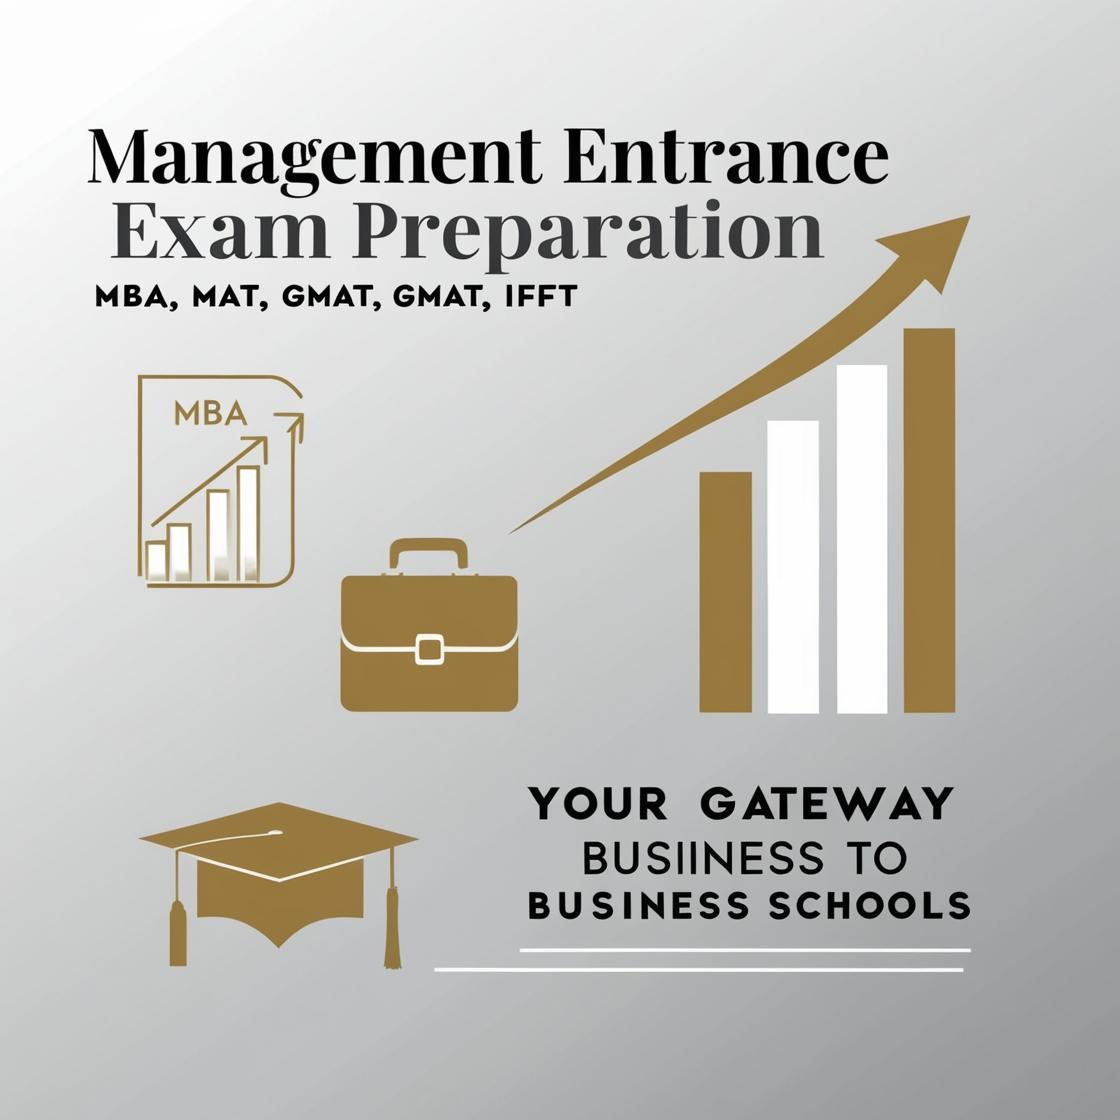 Management Entrance
Exam Preparation
MBA, MAT, GMAT, GMAT, IFFT
MBA
YOUR GATEWAY
BUSIINESS TO
BUSINESS SCHOOLS